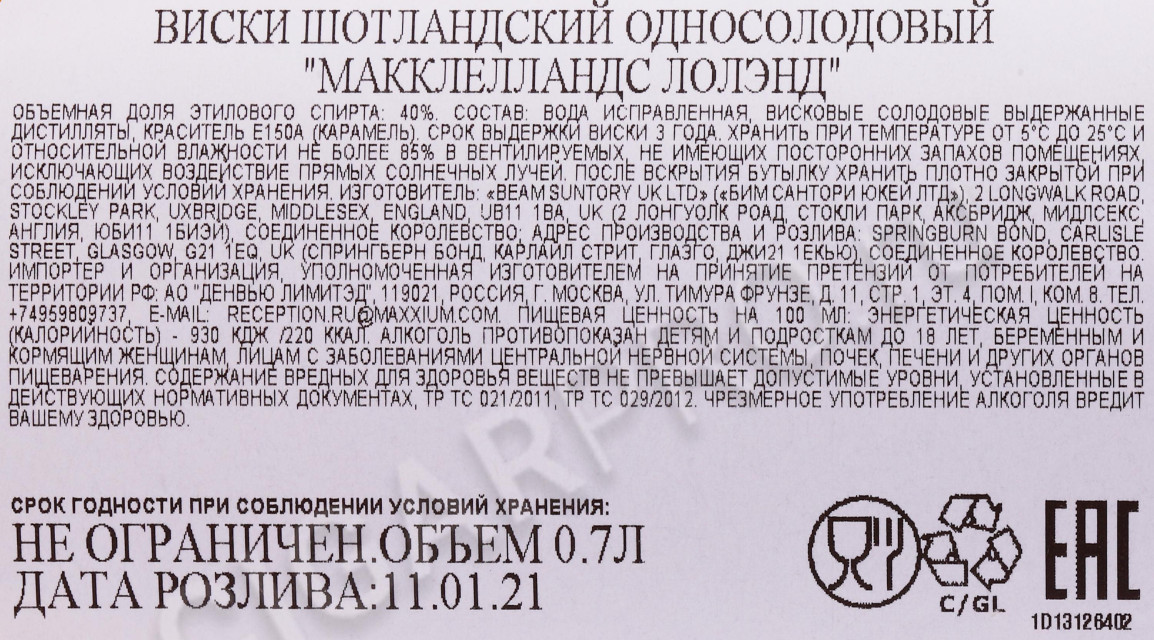 ВИСКИ ШОТЛАНДСКИЙ ОДНОСОЛОДОВЫЙ
"МАККЛЕЛЛАНДС ЛОЛЭНД"
ОБЪЕМНАЯ ДОЛЯ ЭТИЛОВОГО СПИРТА: 40%. СОСТАВ: ВОДА ИСПРАВЛЕННАЯ, ВИСКОВЫЕ СОЛОДОВЫЕ ВЫДЕРЖАННЫЕ
ДИСТИЛЛЯТЫ, КРАСИТЕЛЬ Е150А (КАРАМЕЛЬ). СРОК ВЫДЕРЖКИ ВИСКИ 3 ГОДА. ХРАНИТЬ ПРИ ТЕМПЕРАТУРЕ ОТ 5°С ДО 25°С И
ОТНОСИТЕЛЬНОЙ ВЛАЖНОСТИ НЕ БОЛЕЕ 85% В ВЕНТИЛИРУЕМЫХ, НЕ ИМЕЮЩИХ ПОСТОРОННИХ ЗАПАХОВ ПОМЕЩЕНИЯХ,
ИСКЛЮЧАЮЩИХ ВОЗДЕЙСТВИЕ ПРЯМЫХ СОЛНЕЧНЫХ ЛУЧЕЙ. ПОСЛЕ ВСКРЫТИЯ БУТЫЛКУ ХРАНИТЬ ПЛОТНО ЗАКРЫТОЙ ПРИ
СОБЛЮДЕНИИ УСЛОВИЙ ХРАНЕНИЯ. ИЗГОТОВИТЕЛЬ: «BEAM SUNTORY UK LTD» («БИМ САНТОРИ ЮКЕЙ ЛТД»), 2 LONGWALK ROAD,
STOCKLEY PARK, UXBRIDGE, MIDDLESEX, ENGLAND, UB11 1BA, UK (2 ЛОНГУОЛК РОАД, СТОКЛИ ПАРК, АКСБРИДЖ, МИДЛСЕКС,
АНГЛИЯ, ЮБИ11 1БИЭЙ), СОЕДИНЕННОЕ КОРОЛЕВСТВО; АДРЕС ПРОИЗВОДСТВА И РОЗЛИВА: SPRINGBURN BOND, CARLISLE
STREET, GLASGOW, G21 1EQ, UK (СПРИНГБЕРН БОНД, КАРЛАЙЛ СТРИТ, ГЛАЗГО, ДЖИ21 1ЕКЬЮ), СОЕДИНЕННОЕ КОРОЛЕВСТВО.
ИМПОРТЕР И ОРГАНИЗАЦИЯ, УПОЛНОМОЧЕННАЯ ИЗГОТОВИТЕЛЕМ НА ПРИНЯТИЕ ПРЕТЕНЗИЙ ОТ ПОТРЕБИТЕЛЕЙ НА
ТЕРРИТОРИИ РФ: АО "ДЕНВЬЮ ЛИМИТЭД", 119021, РОССИЯ, Г. МОСКВА, УЛ. ТИМУРА ФРУНЗЕ, Д. 11, СТР. 1, ЭТ. 4, ПОМ. I, КОМ. 8. ТЕЛ.
+74959809737, E-MAIL: RECEPTION.RU@MAXXIUM.COM. ПИЩЕВАЯ ЦЕННОСТЬ НА 100 МЛ: ЭНЕРГЕТИЧЕСКАЯ ЦЕННОСТЬ
(КАЛОРИЙНОСТЬ) - 930 КДЖ /220 ККАЛ. АЛКОГОЛЬ ПРОТИВОПОКАЗАН ДЕТЯМ И ПОДРОСТКАМ ДО 18 ЛЕТ, БЕРЕМЕННЫМ И
КОРМЯЩИМ ЖЕНЩИНАМ, ЛИЦАМ С ЗАБОЛЕВАНИЯМИ ЦЕНТРАЛЬНОЙ НЕРВНОЙ СИСТЕМЫ, ПОЧЕК, ПЕЧЕНИ И ДРУГИХ ОРГАНОВ
ПИЩЕВАРЕНИЯ. СОДЕРЖАНИЕ ВРЕДНЫХ ДЛЯ ЗДОРОВЬЯ ВЕЩЕСТВ НЕ ПРЕВЫШАЕТ ДОПУСТИМЫЕ УРОВНИ, УСТАНОВЛЕННЫЕ В
ДЕЙСТВУЮЩИХ НОРМАТИВНЫХ ДОКУМЕНТАХ, ТР ТС 021/2011, ТР ТС 029/2012. ЧРЕЗМЕРНОЕ УПОТРЕБЛЕНИЕ АЛКОГОЛЯ ВРЕДИТ
ВАШЕМУ ЗДОРОВЬЮ.
СРОК ГОДНОСТИ ПРИ СОБЛЮДЕНИИ УСЛОВИЙ ХРАНЕНИЯ:
НЕ ОГРАНИЧЕН.ОБЪЕМ 0.7Л
ДАТА РОЗЛИВА:11.01.21
C/GL
EAC
1D13126402